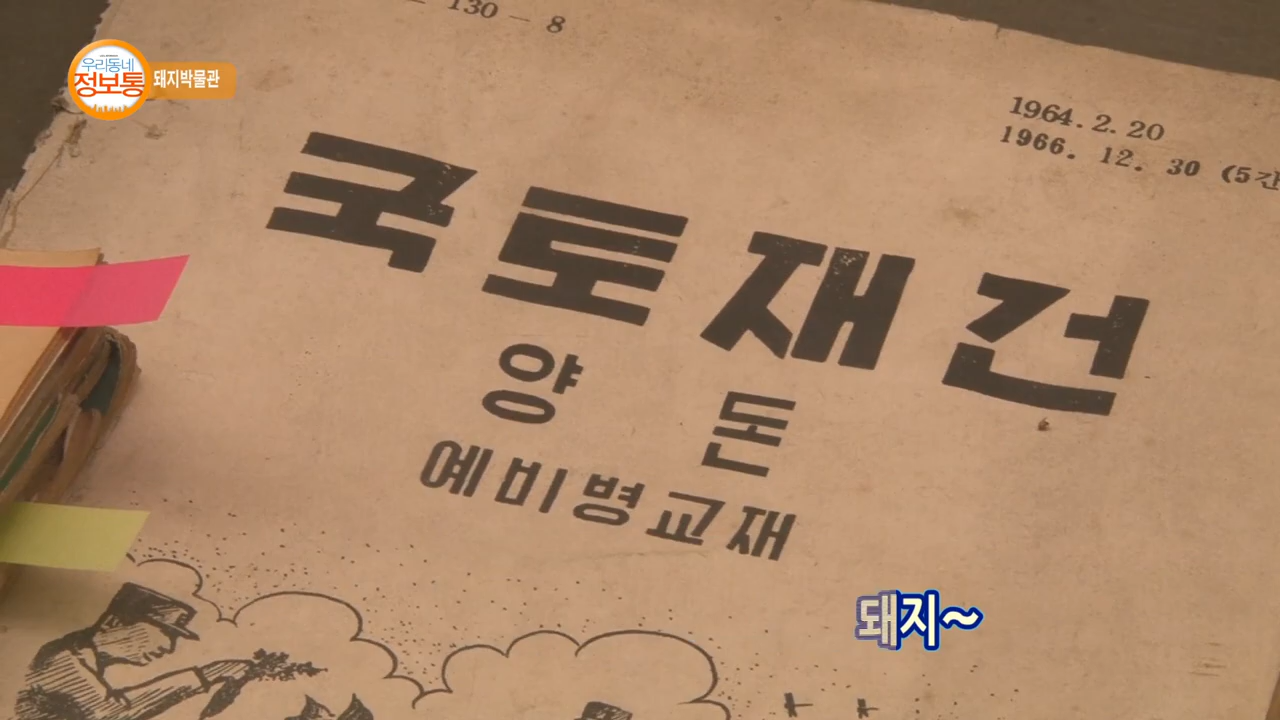 - 130 - 8
우리동네
정보통
돼지박물관
1964. 2. 20
1966. 12. 30 (5간
국토재건
양 돈
예비병교재
돼지~